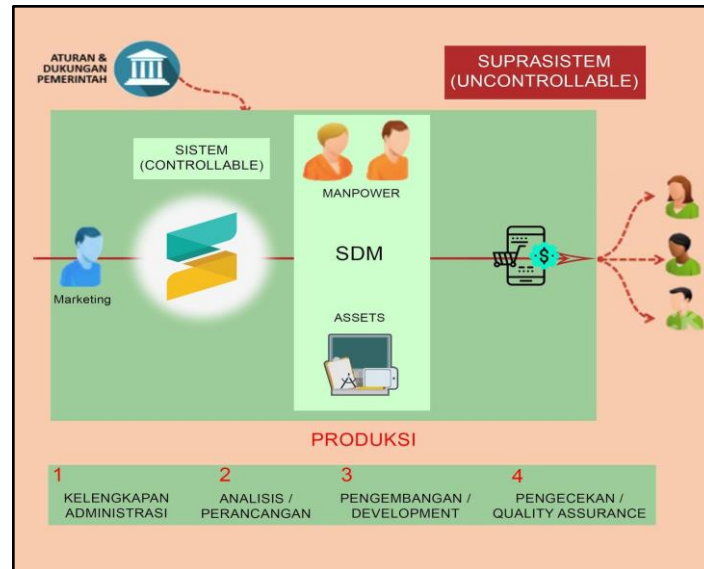 ATURAN &
DUKUNGAN
PEMERINTAH
SUPRASISTEM
(UNCONTROLLABLE)
SISTEM
(CONTROLLABLE)
MANPOWER
SDM
$
Marketing
ASSETS
PRODUKSI
1
KELENGKAPAN
ADMINISTRASI
2
ANALISIS /
PERANCANGAN
3
PENGEMBANGAN /
DEVELOPMENT
4
PENGECEKAN /
QUALITY ASSURANCE